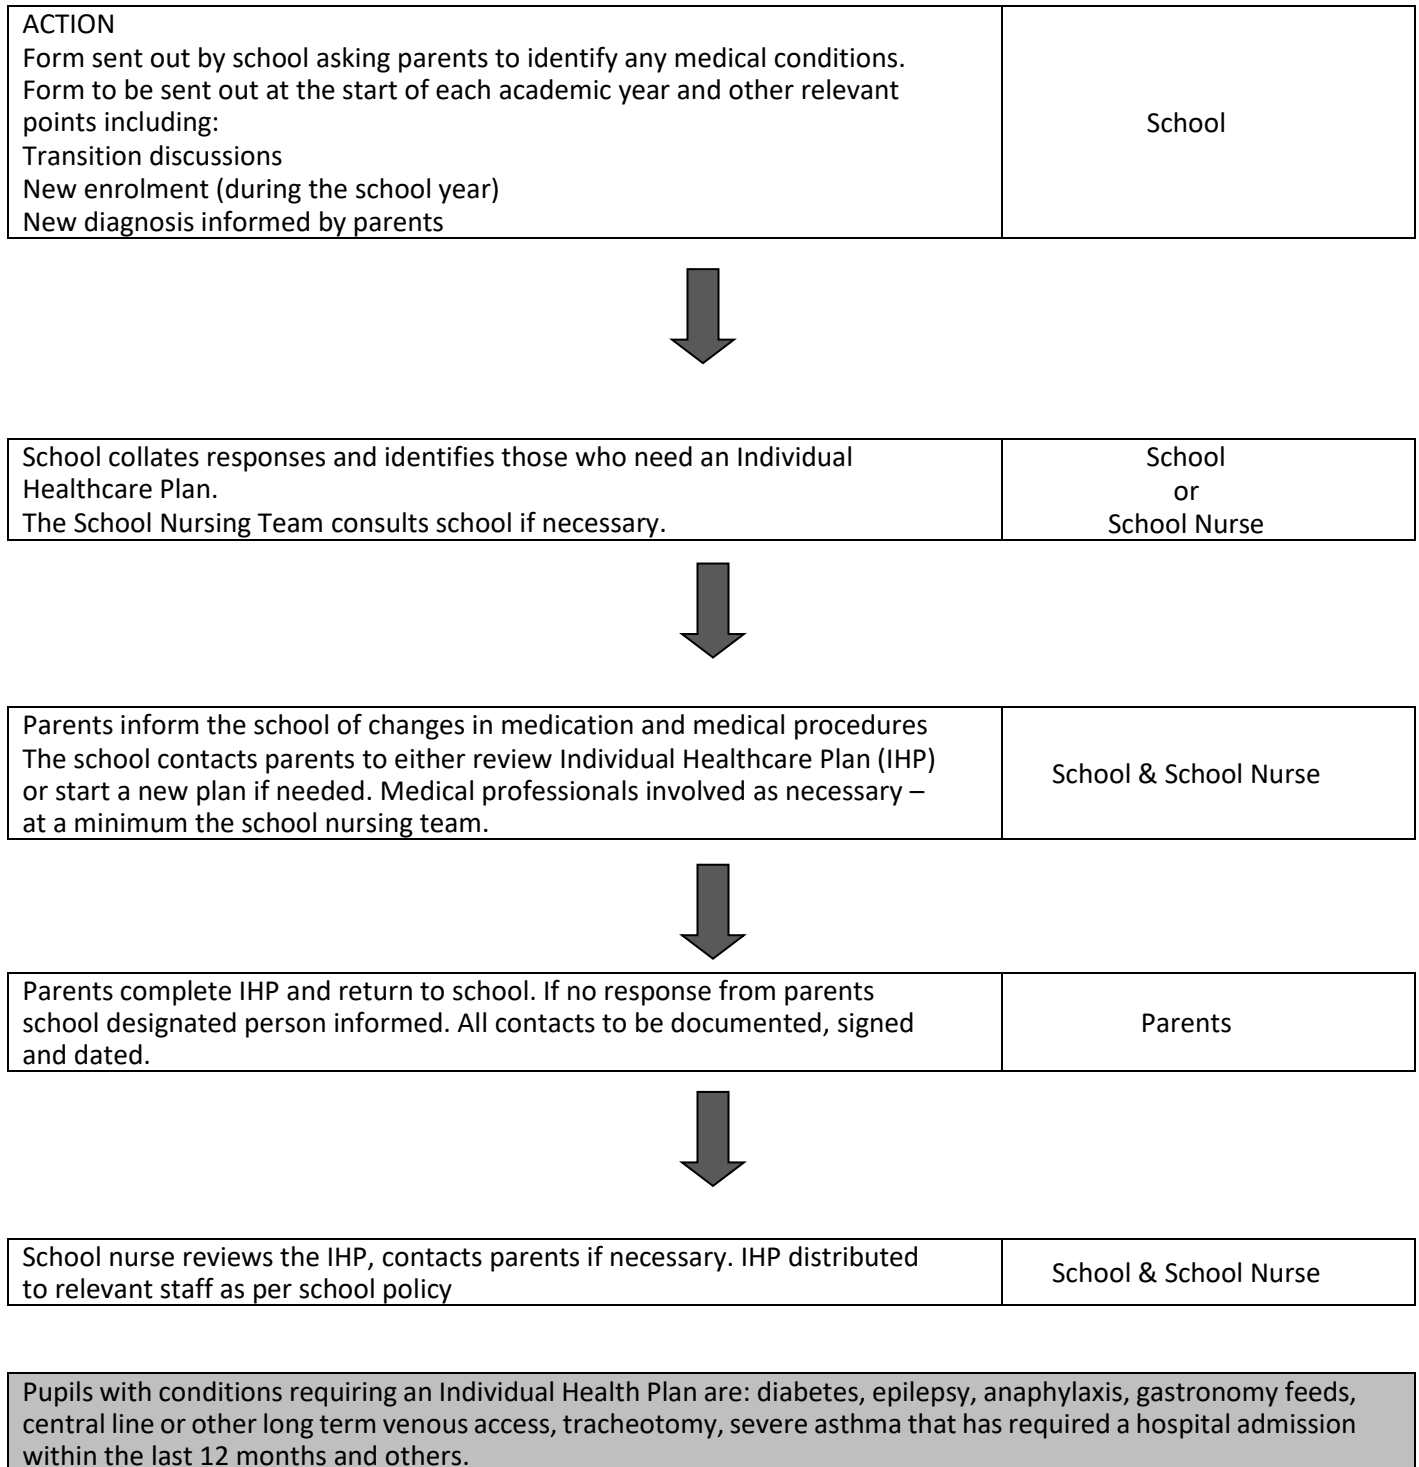 ACTION
Form sent out by school asking parents to identify any medical conditions.
Form to be sent out at the start of each academic year and other relevant
points including:
Transition discussions
New enrolment (during the school year)
New diagnosis informed by parents
School
School collates responses and identifies those who need an Individual
Healthcare Plan.
The School Nursing Team consults school if necessary.
School
or
School Nurse
Parents inform the school of changes in medication and medical procedures
The school contacts parents to either review Individual Healthcare Plan (IHP)
or start a new plan if needed. Medical professionals involved as necessary –
at a minimum the school nursing team.
School & School Nurse
Parents complete IHP and return to school. If no response from parents
school designated person informed. All contacts to be documented, signed
and dated.
Parents
School nurse reviews the IHP, contacts parents if necessary. IHP distributed
to relevant staff as per school policy
School & School Nurse
Pupils with conditions requiring an Individual Health Plan are: diabetes, epilepsy, anaphylaxis, gastronomy feeds,
central line or other long term venous access, tracheotomy, severe asthma that has required a hospital admission
within the last 12 months and others.